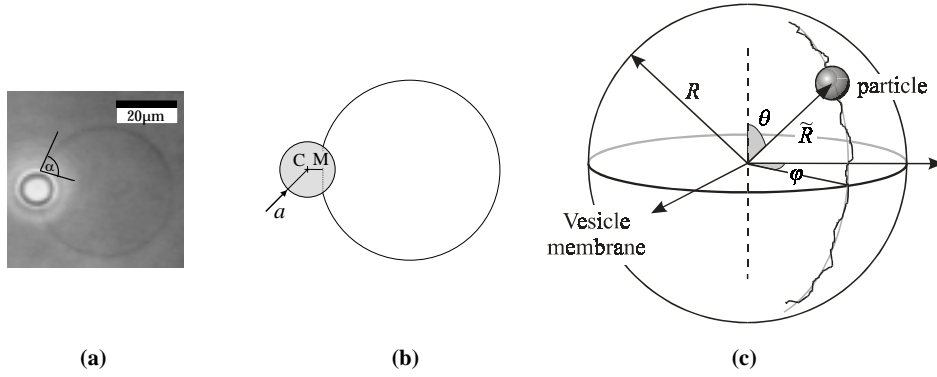 20μm
α
(a)
C M
a
(b)
R
θ
R̃
particle
φ
Vesicle
membrane
(c)